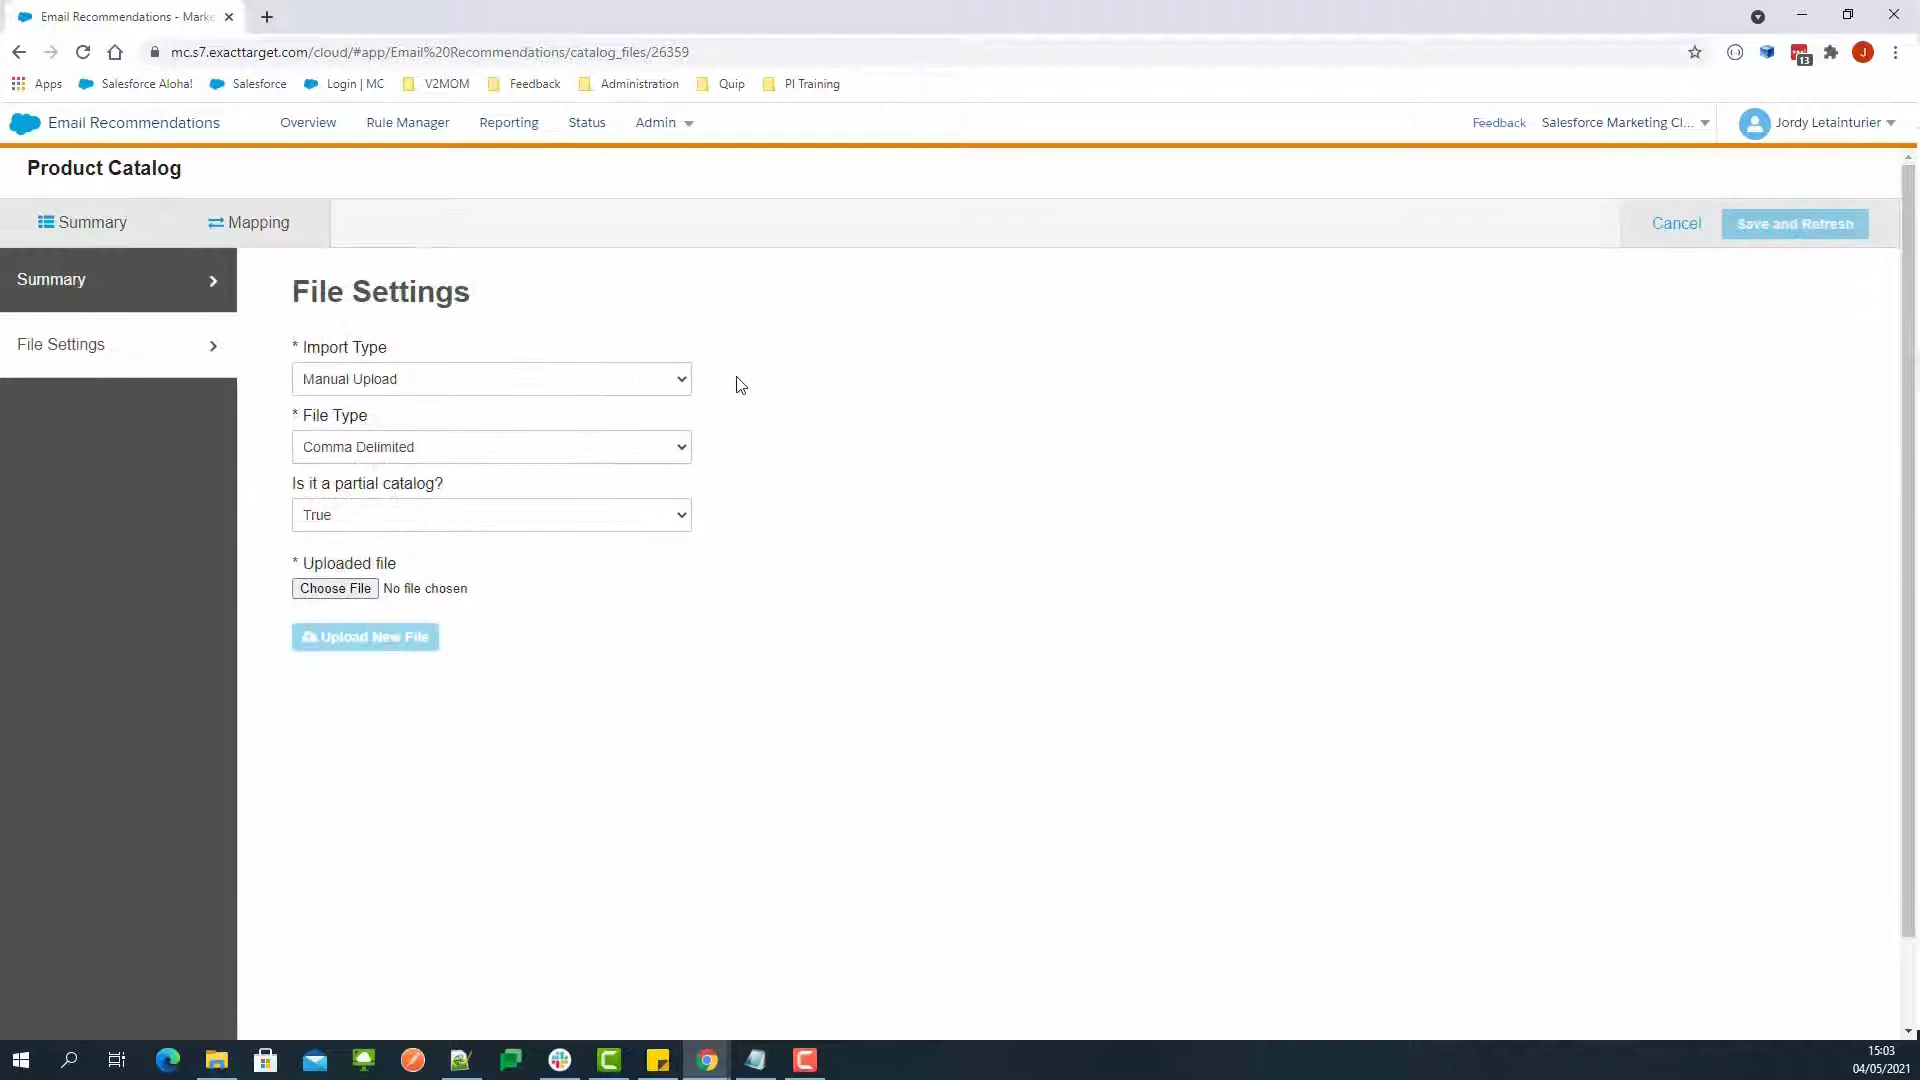 Email Recommendations - Marke
mc.s7.exacttarget.com/cloud/#app/Email%20Recommendations/catalog_files/26359
13
J
Apps
Salesforce Aloha!
Salesforce
Login | MC
V2MOM
Feedback
Administration
Quip
PI Training
Email Recommendations
Overview
Rule Manager
Reporting
Status
Admin
Feedback
Salesforce Marketing Cl...
Jordy Letainturier
Product Catalog
Summary
Mapping
Cancel
Save and Refresh
Summary
File Settings
File Settings
* Import Type
Manual Upload
* File Type
Comma Delimited
Is it a partial catalog?
True
* Uploaded file
Choose File No file chosen
Upload New File
15:03
04/05/2021